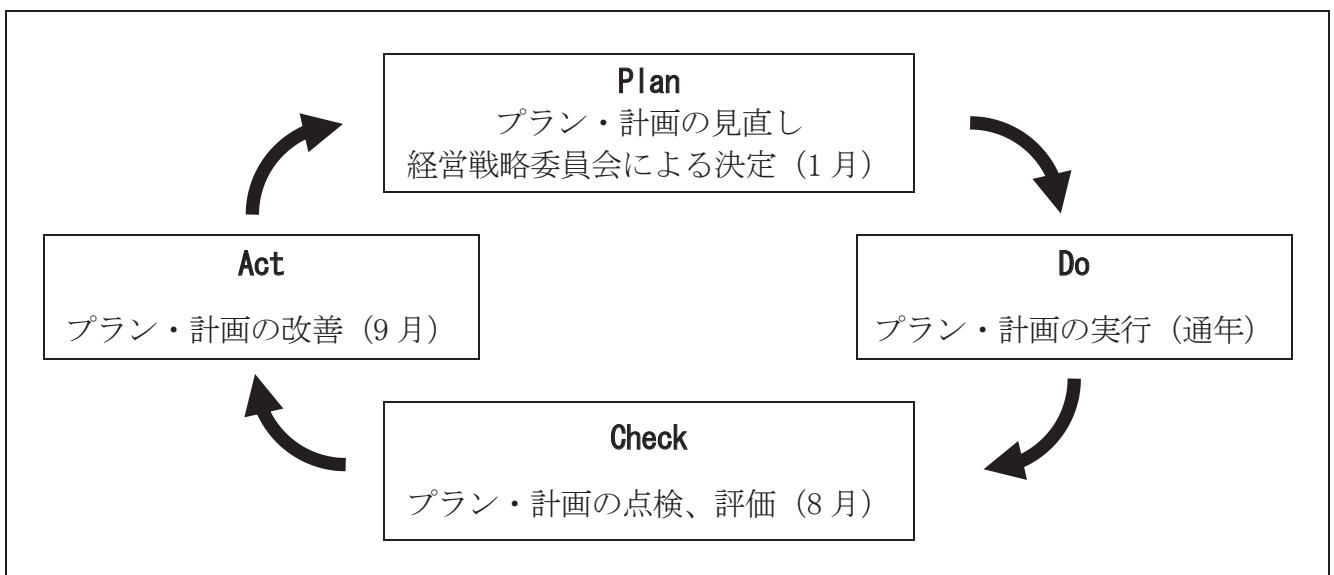 Plan
プラン・計画の見直し
経営戦略委員会による決定（1 月）
Act
プラン・計画の改善（9 月）
Do
プラン・計画の実行（通年）
Check
プラン・計画の点検、評価（8 月）